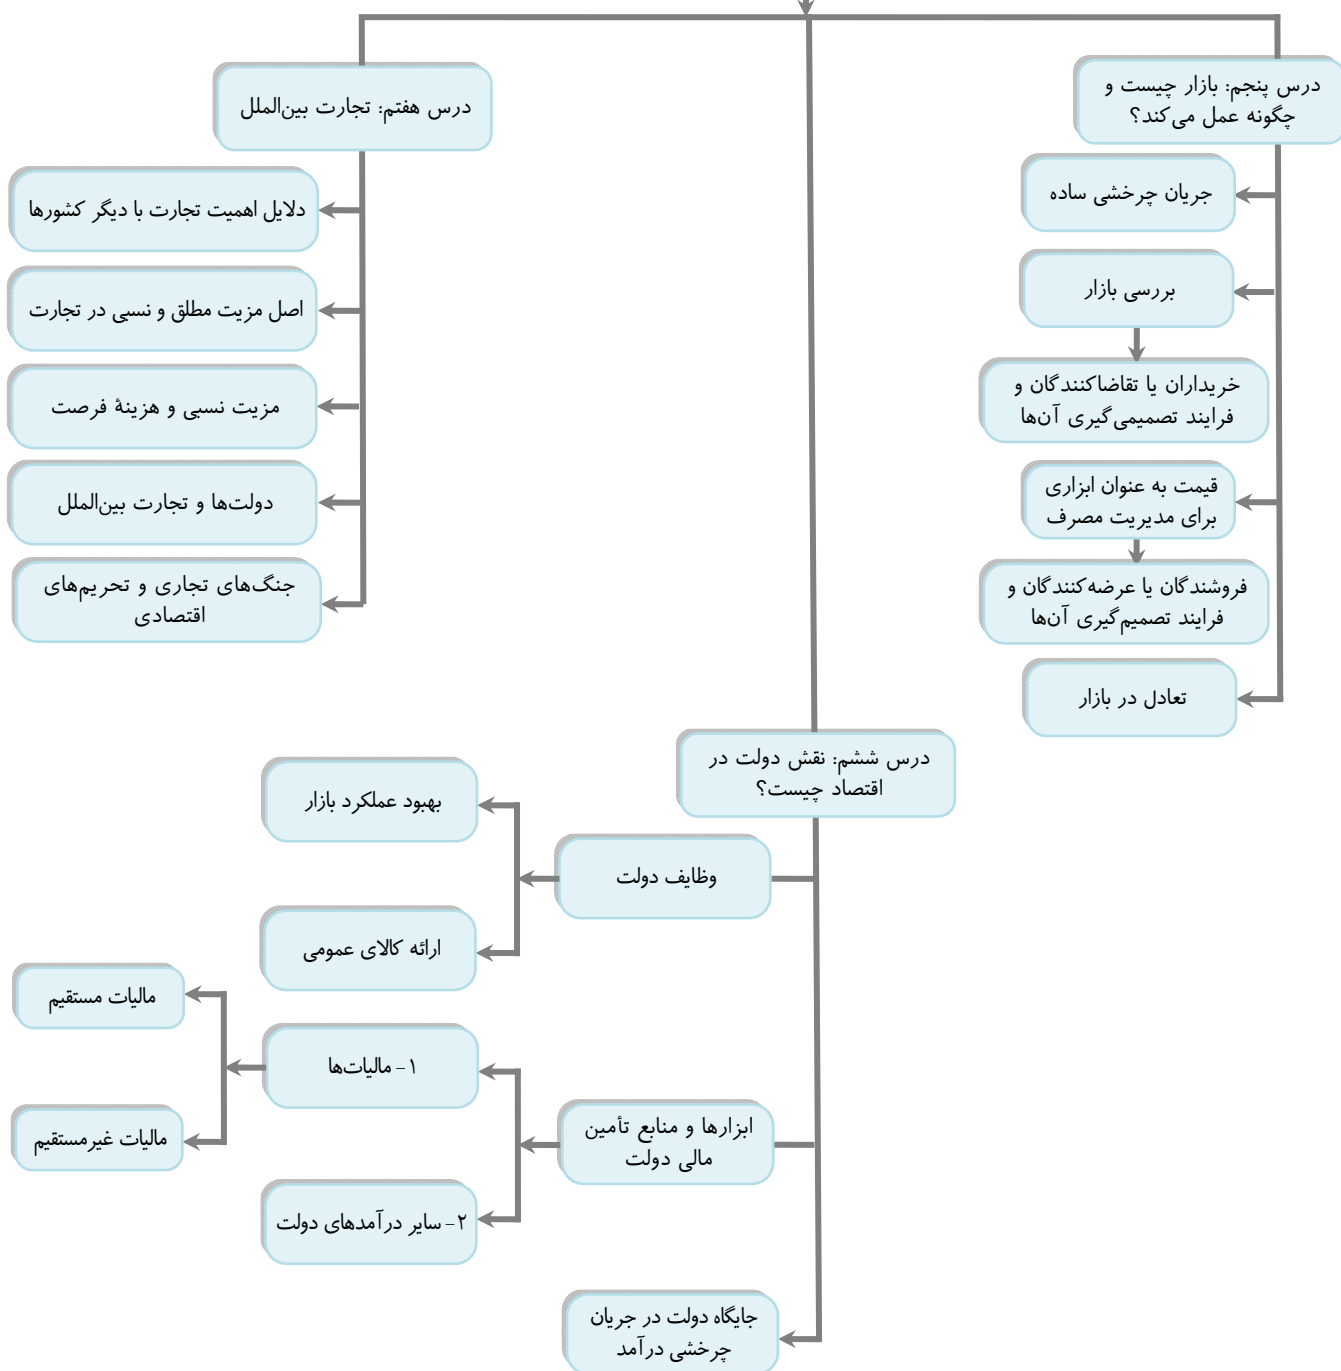 درس پنجم: بازار چیست و
چگونه عمل می‌کند؟
جریان چرخشی ساده
بررسی بازار
خریداران یا تقاضاکنندگان و
فرایند تصمیمی‌گیری آن‌ها
قیمت به عنوان ابزاری
برای مدیریت مصرف
فروشندگان یا عرضه‌کنندگان و
فرایند تصمیم‌گیری آن‌ها
تعادل در بازار
درس ششم: نقش دولت در
اقتصاد چیست؟
وظایف دولت
بهبود عملکرد بازار
ارائه کالای عمومی
ابزارها و منابع تأمین
مالی دولت
۱- مالیات‌ها
مالیات مستقیم
مالیات غیرمستقیم
۲- سایر درآمدهای دولت
جایگاه دولت در جریان
چرخشی درآمد
درس هفتم: تجارت بین‌الملل
دلایل اهمیت تجارت با دیگر کشورها
اصل مزیت مطلق و نسبی در تجارت
مزیت نسبی و هزینهٔ فرصت
دولت‌ها و تجارت بین‌الملل
جنگ‌های تجاری و تحریم‌های
اقتصادی